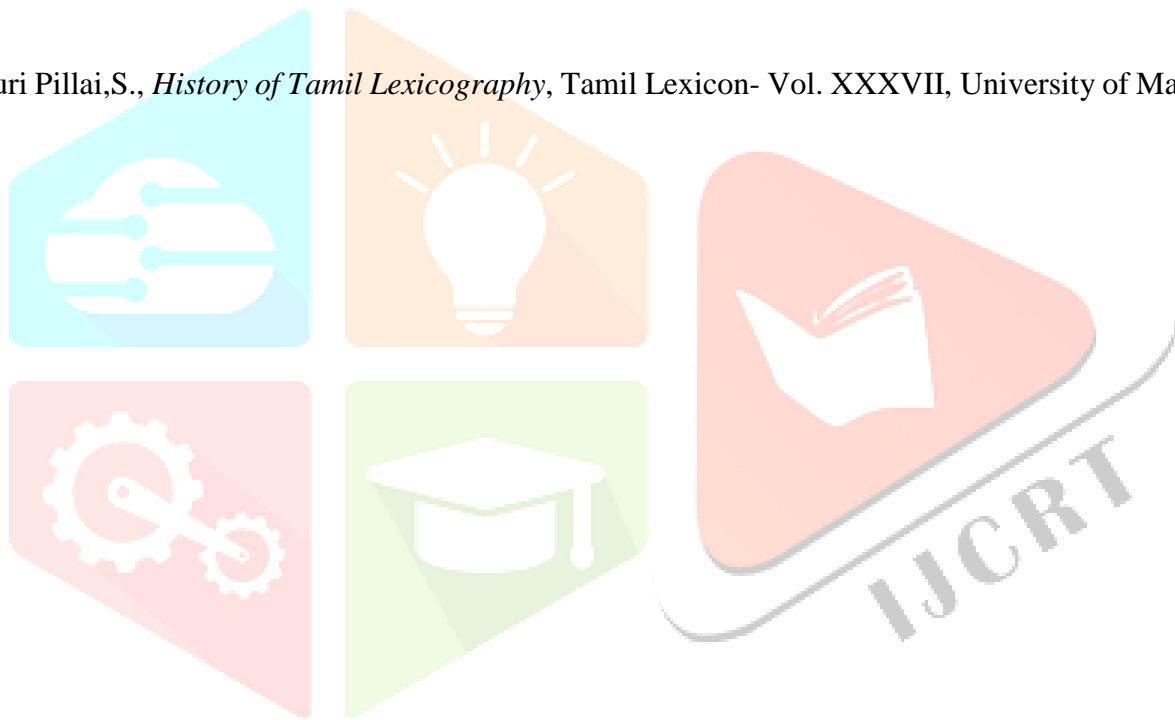 uri Pillai,S., History of Tamil Lexicography, Tamil Lexicon- Vol. XXXVII, University of Ma
IJCRT